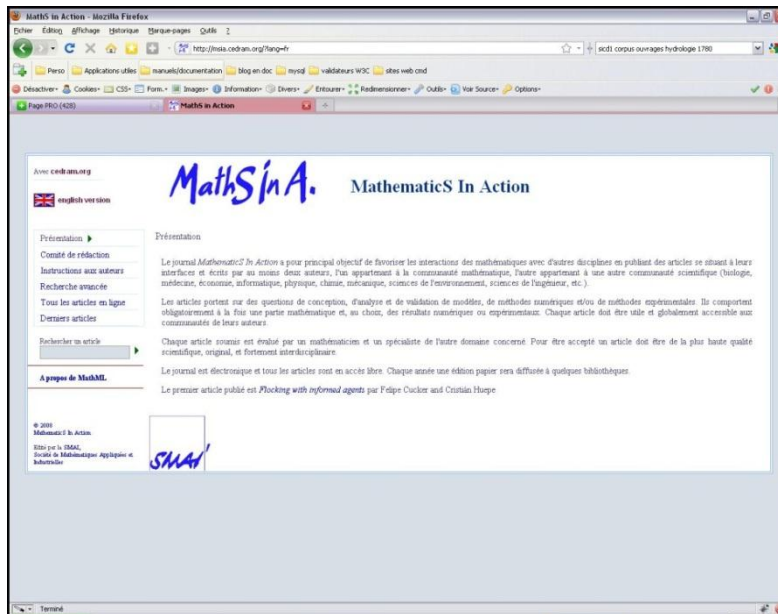 MathS in Action - Mozilla Firefox
Fichier Édition Affichage Historique Marque-pages Outils ?
http://msia.cedram.org/?lang=fr
scd1 corpus ouvrages hydrologie 1780
Perso Applications utiles manuels/documentation blog en doc mysql validateurs W3C sites web cmd
Désactiver Cookies CSS Form. Images Information Divers Entourer Redimensionner Outils Voir Source Options
Page PRO (428) MathS in Action
Avec cedram.org
english version
MathS In A.
MathematicS In Action
Présentation
Comité de rédaction
Instructions aux auteurs
Recherche avancée
Tous les articles en ligne
Derniers articles
Rechercher un article
A propos de MathML
Présentation
Le journal MathematicS In Action a pour principal objectif de favoriser les interactions des mathématiques avec d'autres disciplines en publiant des articles se situant à leurs
interfaces et écrits par au moins deux auteurs, l'un appartenant à la communauté mathématique, l'autre appartenant à une autre communauté scientifique (biologie,
médecine, économie, informatique, physique, chimie, mécanique, sciences de l'environnement, sciences de l'ingénieur, etc.).
Les articles portent sur des questions de conception, d'analyse et de validation de modèles, de méthodes numériques et/ou de méthodes expérimentales. Ils comportent
obligatoirement à la fois une partie mathématique et, au choix, des résultats numériques ou expérimentaux. Chaque article doit être utile et globalement accessible aux
communautés de leurs auteurs.
Chaque article soumis est évalué par un mathématicien et un spécialiste de l'autre domaine concerné. Pour être accepté un article doit être de la plus haute qualité
scientifique, original, et fortement interdisciplinaire.
Le journal est électronique et tous les articles sont en accès libre. Chaque année une édition papier sera diffusée à quelques bibliothèques.
Le premier article publié est Flocking with informed agents par Felipe Cucker and Cristián Huepe
© 2008
MathematicS In Action
Edité par la SMAI,
Société de Mathématiques Appliquées et
Industrielles
SMAI
Terminé